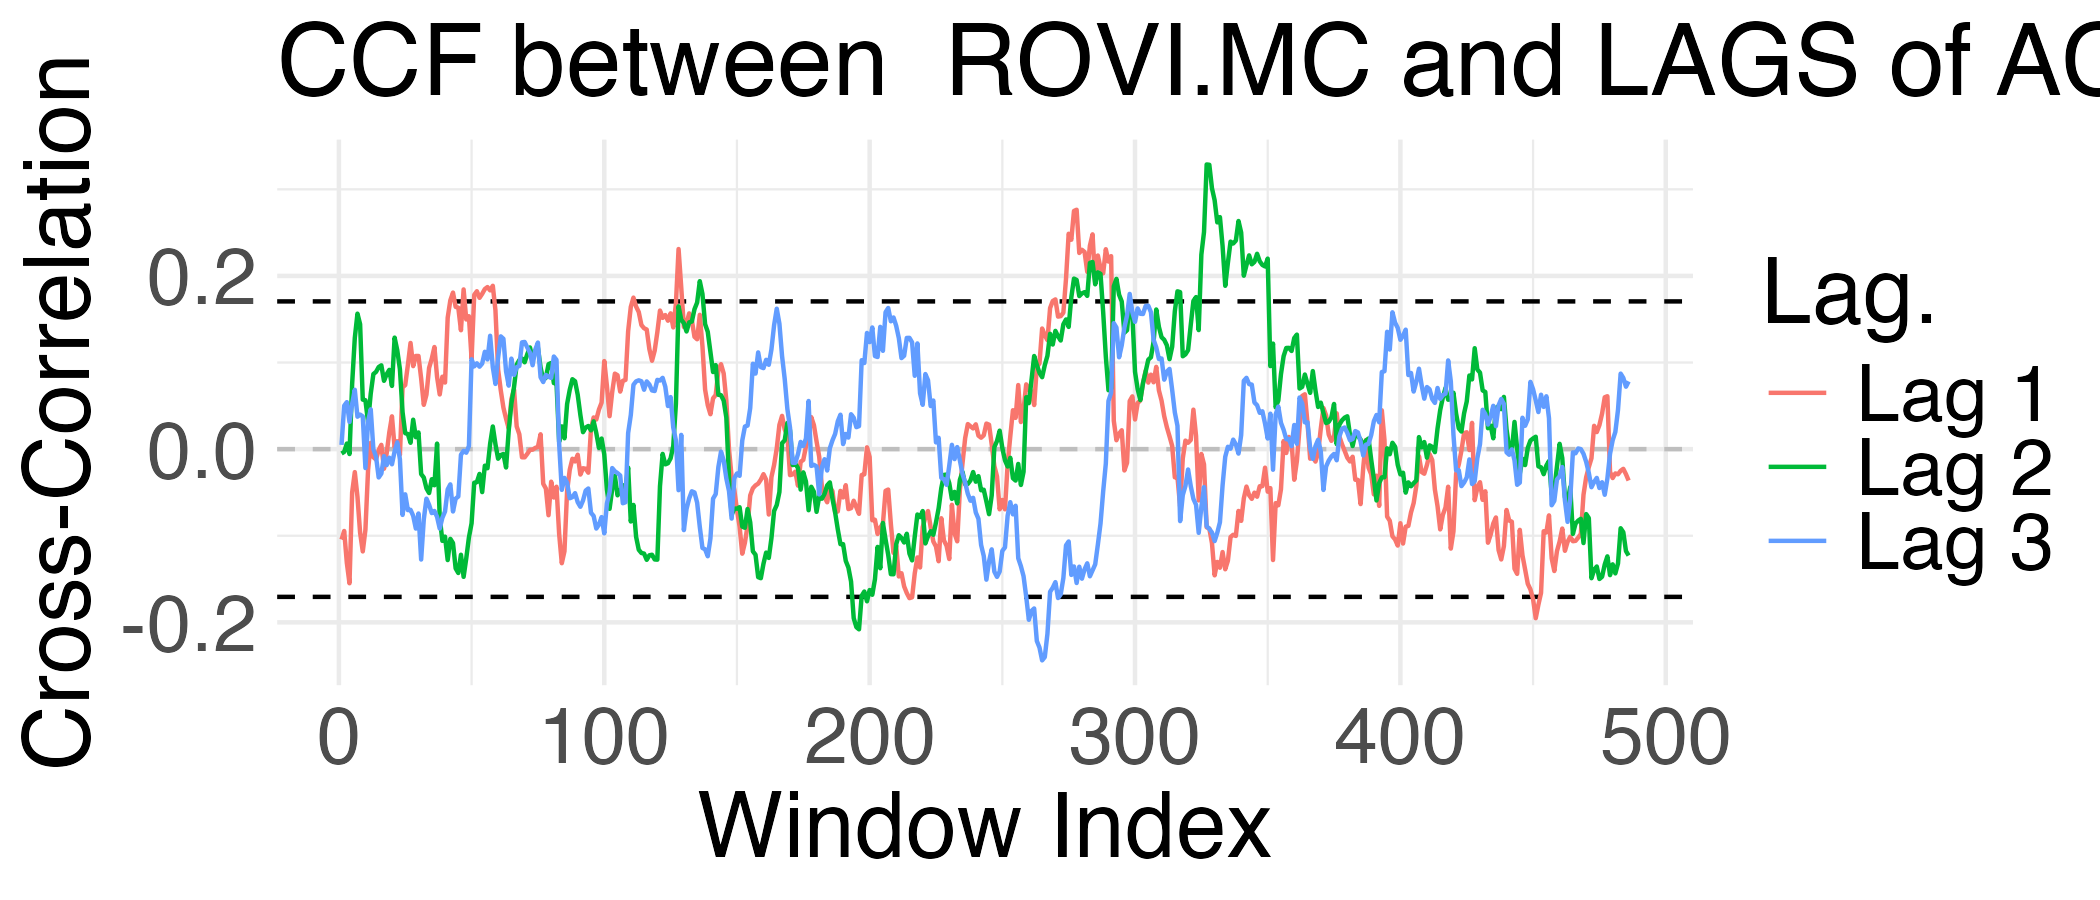 CCF between ROVI.MC and LAGS of
Cross-Correlation
0.2
0.0
-0.2
0 100 200 300 400 500
Window Index
Lag.
Lag 1
Lag 2
Lag 3